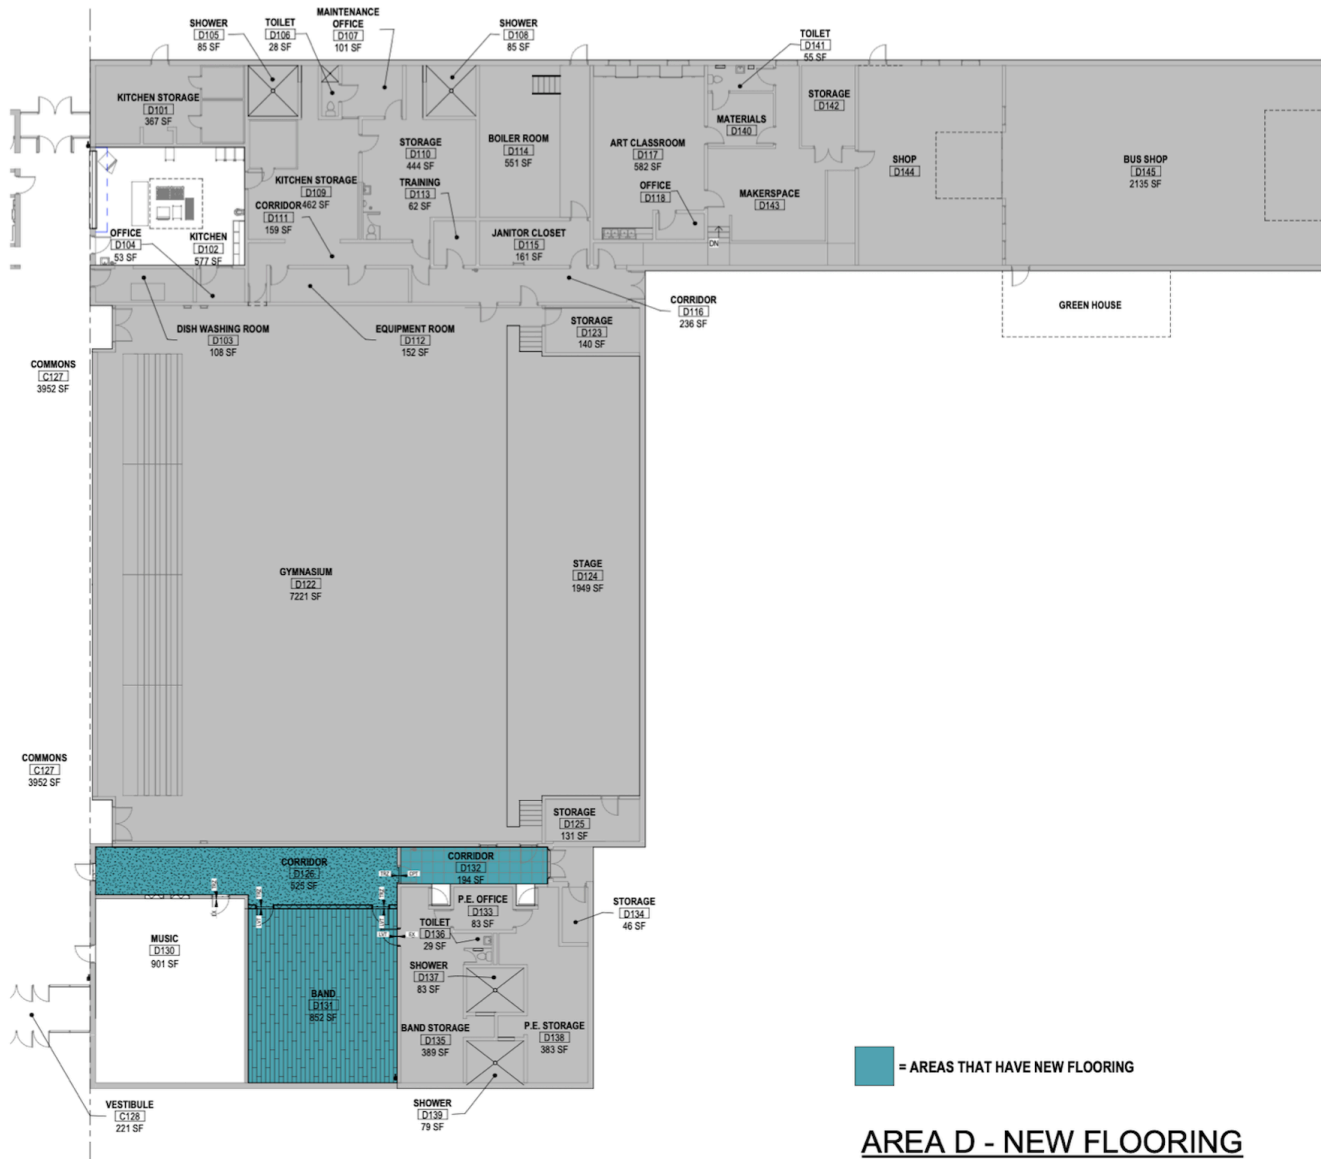 SHOWER
D105
85 SF
TOILET
D106
28 SF
MAINTENANCE
OFFICE
D107
101 SF
SHOWER
D108
85 SF
TOILET
D141
55 SF
KITCHEN STORAGE
D101
367 SF
STORAGE
D142
MATERIALS
D140
BOILER ROOM
D114
551 SF
ART CLASSROOM
D117
582 SF
STORAGE
D110
444 SF
SHOP
D144
BUS SHOP
D145
2135 SF
KITCHEN STORAGE
D109
462 SF
TRAINING
D113
62 SF
OFFICE
D118
MAKERSPACE
D143
CORRIDOR
D111
159 SF
OFFICE
D104
53 SF
KITCHEN
D102
577 SF
JANITOR CLOSET
D115
161 SF
DN
CORRIDOR
D116
236 SF
GREEN HOUSE
DISH WASHING ROOM
D103
108 SF
EQUIPMENT ROOM
D112
152 SF
STORAGE
D123
140 SF
COMMONS
C127
3952 SF
GYMNASIUM
D122
7221 SF
STAGE
D124
1949 SF
COMMONS
C127
3952 SF
STORAGE
D125
131 SF
CORRIDOR
D126
525 SF
CORRIDOR
D132
194 SF
P.E. OFFICE
D133
83 SF
STORAGE
D134
46 SF
TOILET
D136
29 SF
MUSIC
D130
901 SF
SHOWER
D137
83 SF
BAND
D131
852 SF
BAND STORAGE
D135
389 SF
P.E. STORAGE
D138
383 SF
= AREAS THAT HAVE NEW FLOORING
VESTIBULE
C128
221 SF
SHOWER
D139
79 SF
AREA D - NEW FLOORING